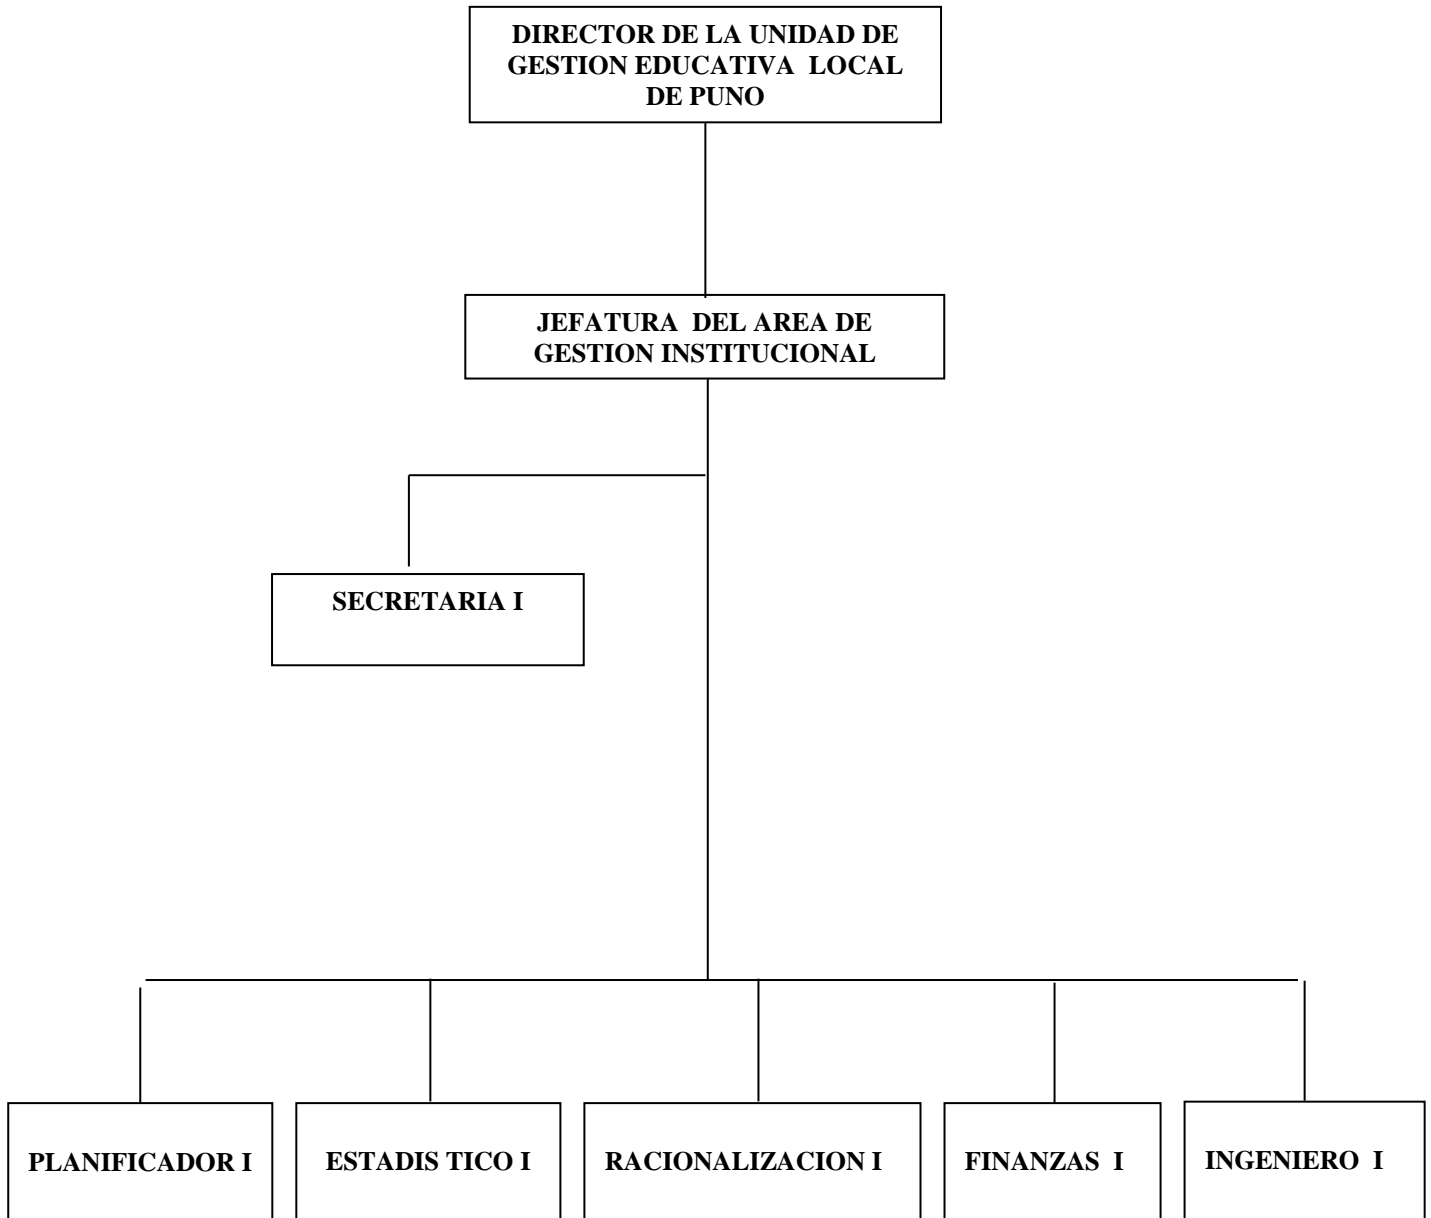 DIRECTOR DE LA UNIDAD DE
GESTION EDUCATIVA LOCAL
DE PUNO
JEFATURA DEL AREA DE
GESTION INSTITUCIONAL
SECRETARIA I
PLANIFICADOR I
ESTADIS TICO I
RACIONALIZACION I
FINANZAS I
INGENIERO I